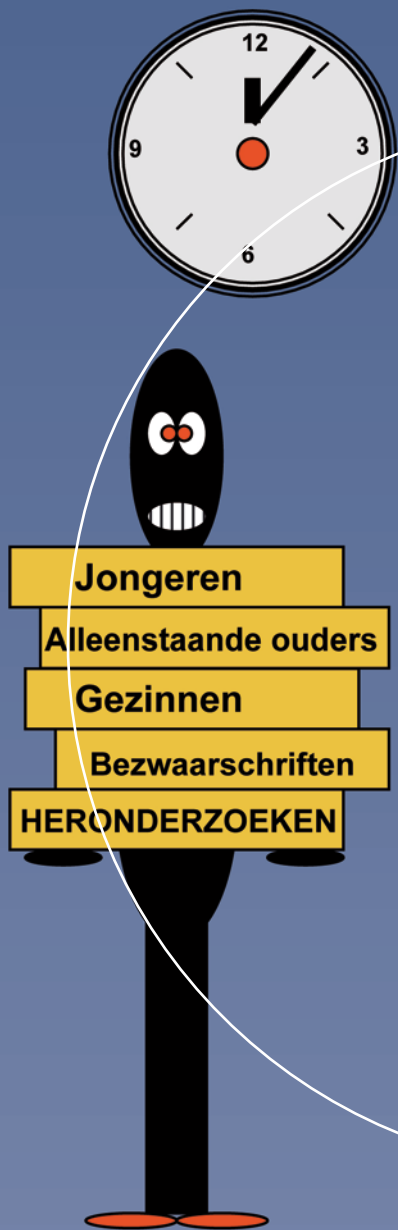 12
9
3
6
Jongeren
Alleenstaande ouders
Gezinnen
Bezwaarschriften
HERONDERZOEKEN